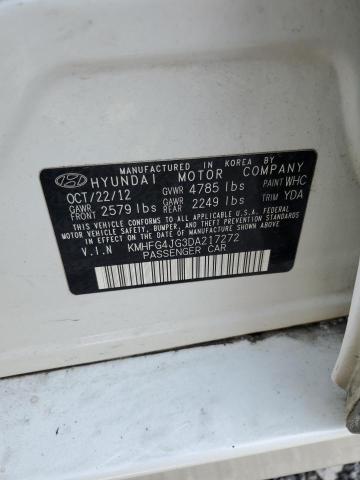 MANUFACTURED IN KOREA BY
HYUNDAI MOTOR COMPANY
OCT/22/12 GVWR 4785 lbs PAINT WHC
GAWR FRONT 2579 lbs GAWR REAR 2249 lbs TRIM YDA
THIS VEHICLE CONFORMS TO ALL APPLICABLE U.S.A. FEDERAL
MOTOR VEHICLE SAFETY, BUMPER, AND THEFT PREVENTION STANDARDS
IN EFFECT ON THE DATE OF MANUFACTURE SHOWN ABOVE.
V.I.N KMHFG4JG3DA217272
PASSENGER CAR